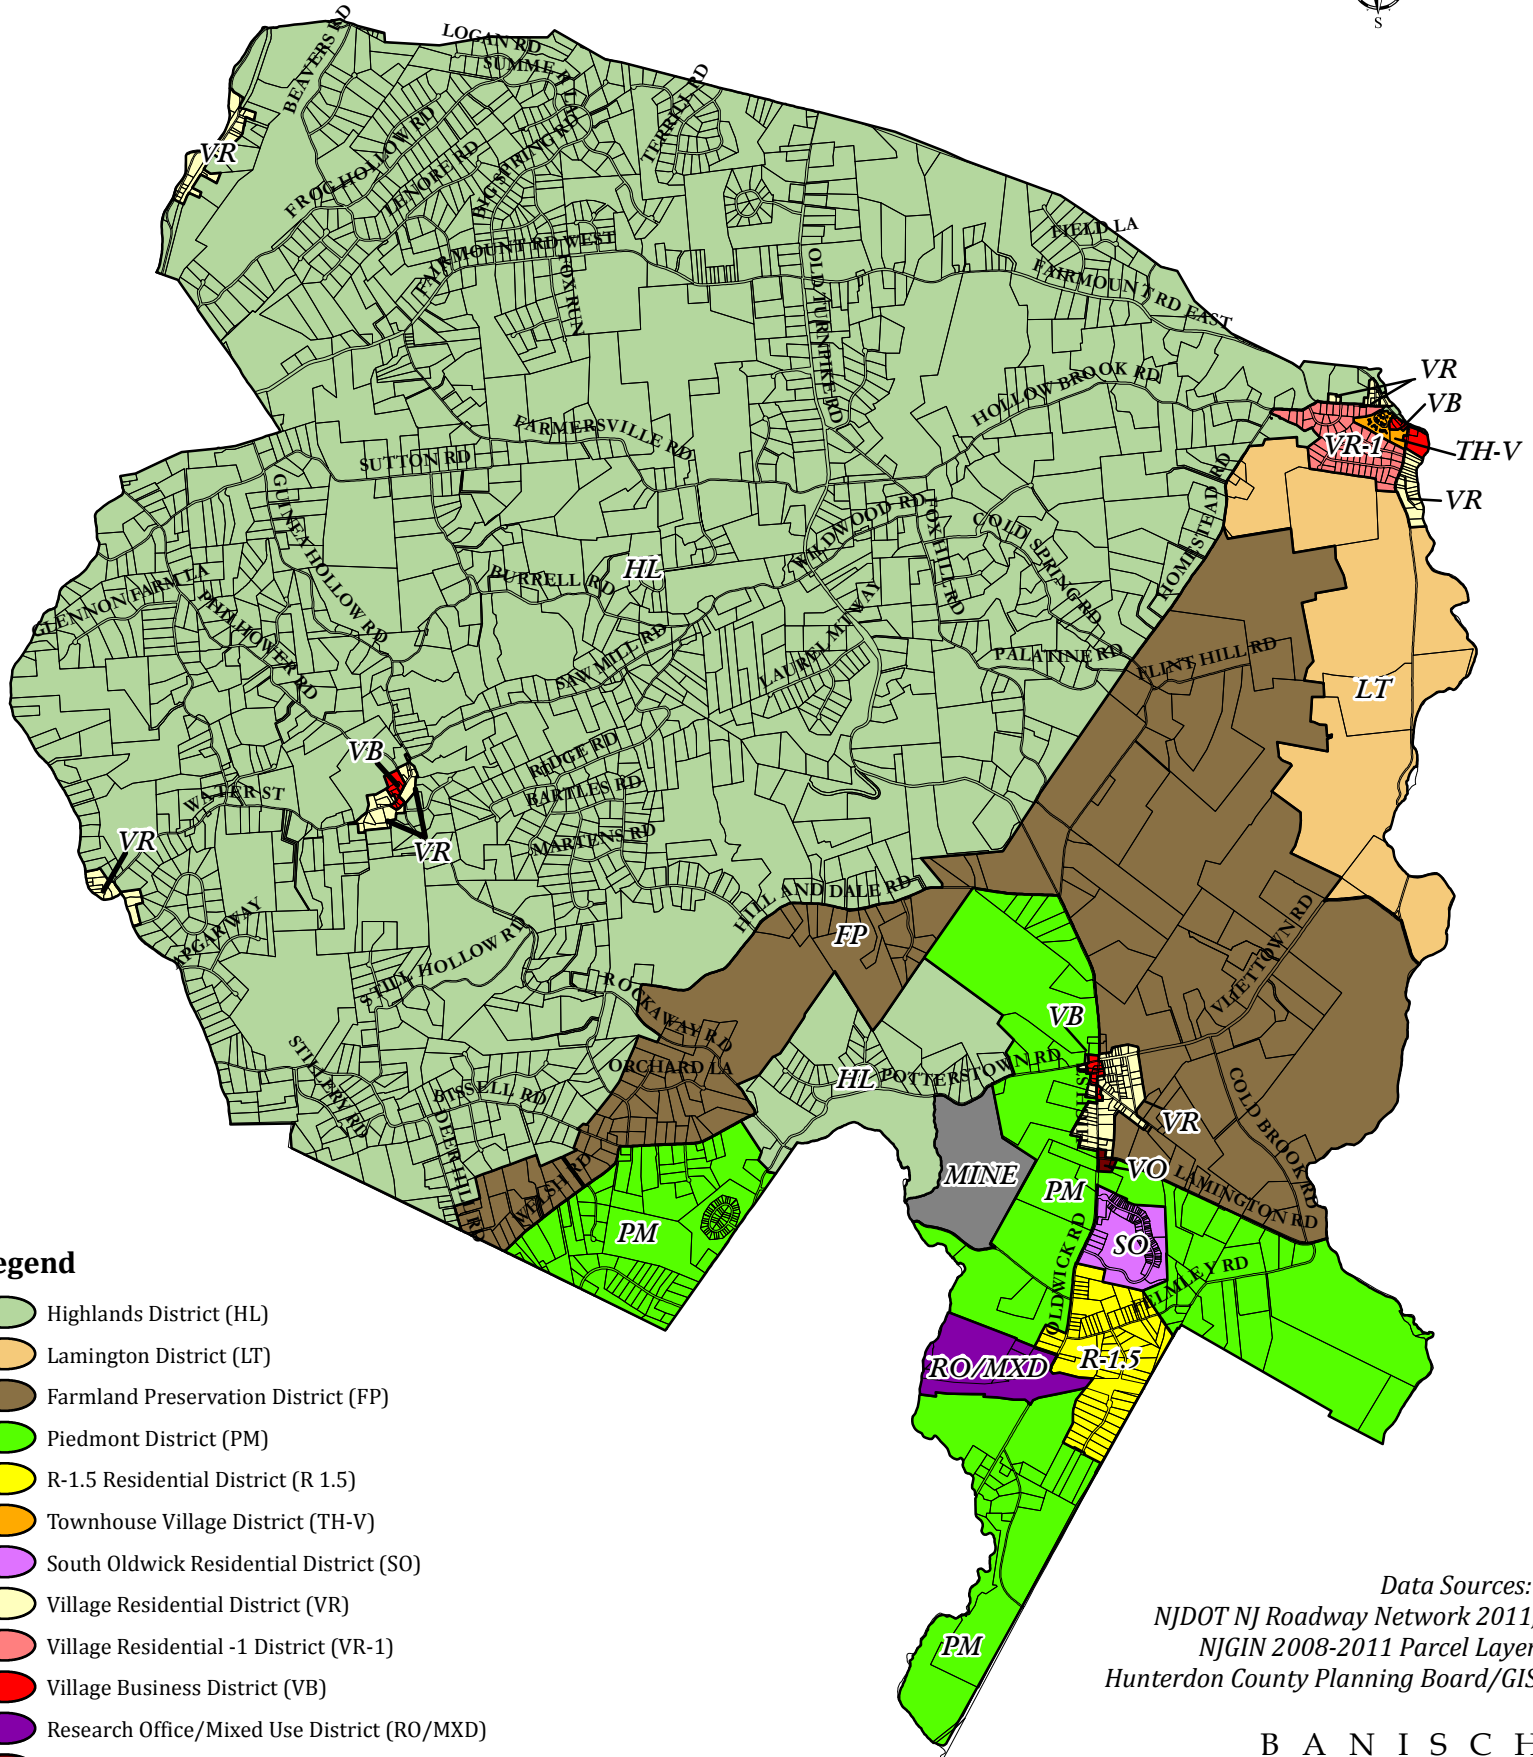 S
BEAVERS RD
LOGAN RD
SUMMER LA
TERRILL RD
FROG HOLLOW RD
LENORE RD
BIG SPRING RD
VR
FAIRMOUNT RD WEST
FOX RUN
OLD TURNPIKE RD
FIELD LA
FAIRMOUNT RD EAST
HOLLOW BROOK RD
VR
VB
VR-1
TH-V
VR
FARMERSVILLE RD
SUTTON RD
GUINEA HOLLOW RD
HOMESTEAD RD
WILDWOOD RD
FOX HILL RD
COLD SPRING RD
HL
BURRELL RD
GLENNON FARM LA
PHILHOWER RD
SAW MILL RD
LAUREL MT WAY
PALATINE RD
FLINT HILL RD
LT
VB
RIDGE RD
BARTLES RD
WATER ST
MARTENS RD
VR
VR
HILL AND DALE RD
FP
APGAR WAY
STILL HOLLOW RD
VLIETTOWN RD
ROCKAWAY RD
VB
ORCHARD LA
HL
POTTERSTOWN RD
STILLERY RD
BISSELL RD
DEER HILL RD
COLD BROOK RD
VR
VO
MINE
PM
LAMINGTON RD
WELSH RD
PM
SO
OLDWICK RD
FELMLEY RD
RO/MXD
R-1.5
PM
egend
Highlands District (HL)
Lamington District (LT)
Farmland Preservation District (FP)
Piedmont District (PM)
R-1.5 Residential District (R 1.5)
Townhouse Village District (TH-V)
South Oldwick Residential District (SO)
Village Residential District (VR)
Village Residential -1 District (VR-1)
Village Business District (VB)
Research Office/Mixed Use District (RO/MXD)
Data Sources:
NJDOT NJ Roadway Network 2011,
NJGIN 2008-2011 Parcel Layer
Hunterdon County Planning Board/GIS
BANISCH